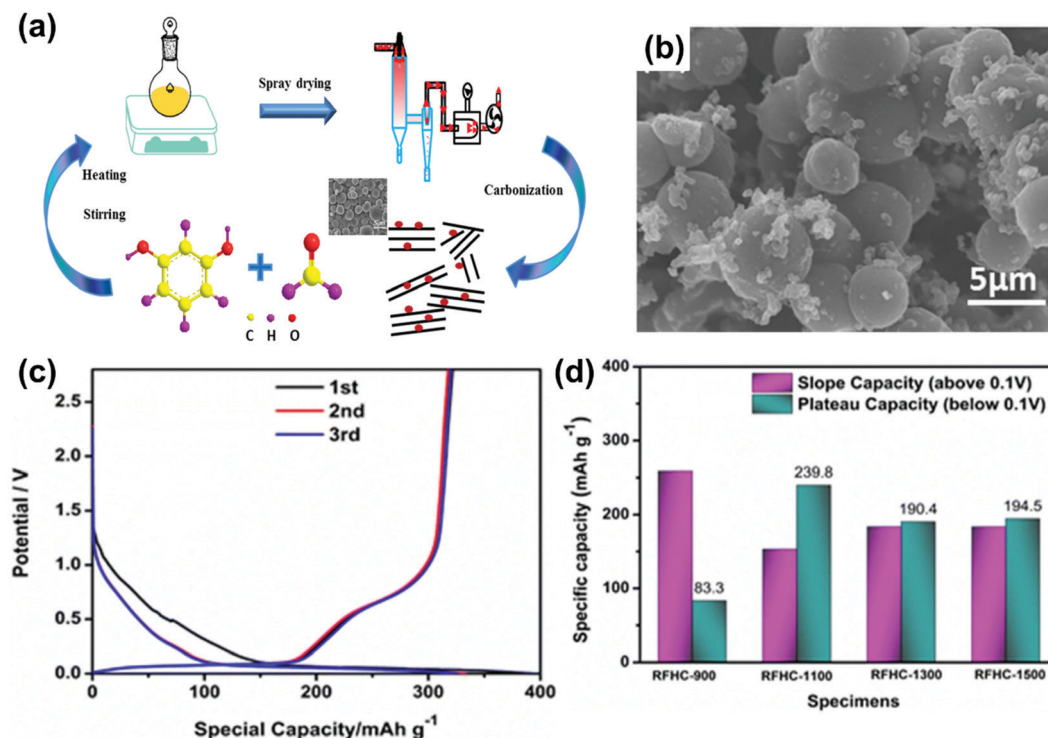 (a)
Spray drying
Heating
Stirring
Carbonization
C H O
(b)
5μm
(c)
1st
2nd
3rd
2.5
2.0
1.5
1.0
0.5
0.0
Potential / V
0 100 200 300 400
Special Capacity/mAh g⁻¹
(d)
Slope Capacity (above 0.1V)
Plateau Capacity (below 0.1V)
400
300
200
100
0
Specific capacity (mAh g⁻¹)
83.3
239.8
190.4
194.5
RFHC-900 RFHC-1100 RFHC-1300 RFHC-1500
Specimens